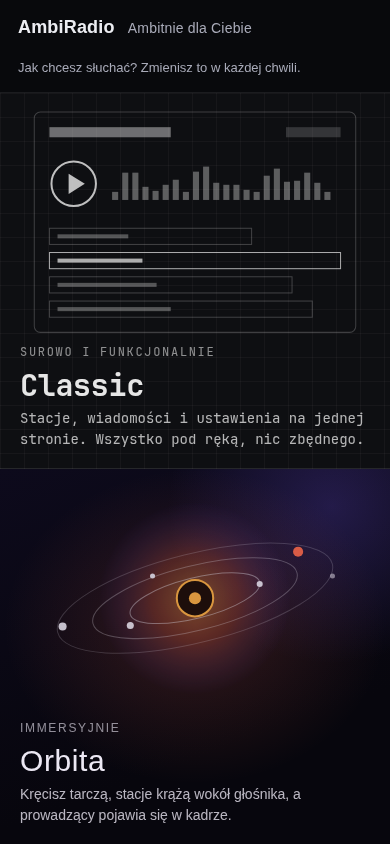 AmbiRadio Ambitnie dla Ciebie
Jak chcesz słuchać? Zmienisz to w każdej chwili.
SUROWO I FUNKCJONALNIE
Classic
Stacje, wiadomości i ustawienia na jednej
stronie. Wszystko pod ręką, nic zbędnego.
IMMERSYJNIE
Orbita
Kręcisz tarczą, stacje krążą wokół głośnika, a
prowadzący pojawia się w kadrze.